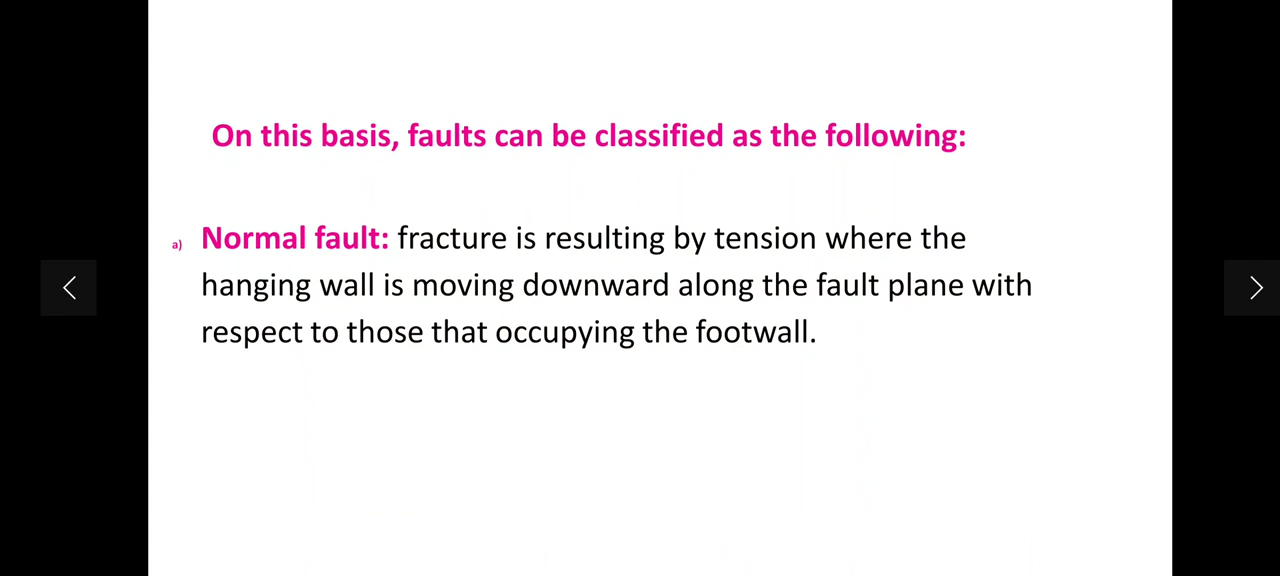 On this basis, faults can be classified as the following:
a) Normal fault: fracture is resulting by tension where the
hanging wall is moving downward along the fault plane with
respect to those that occupying the footwall.